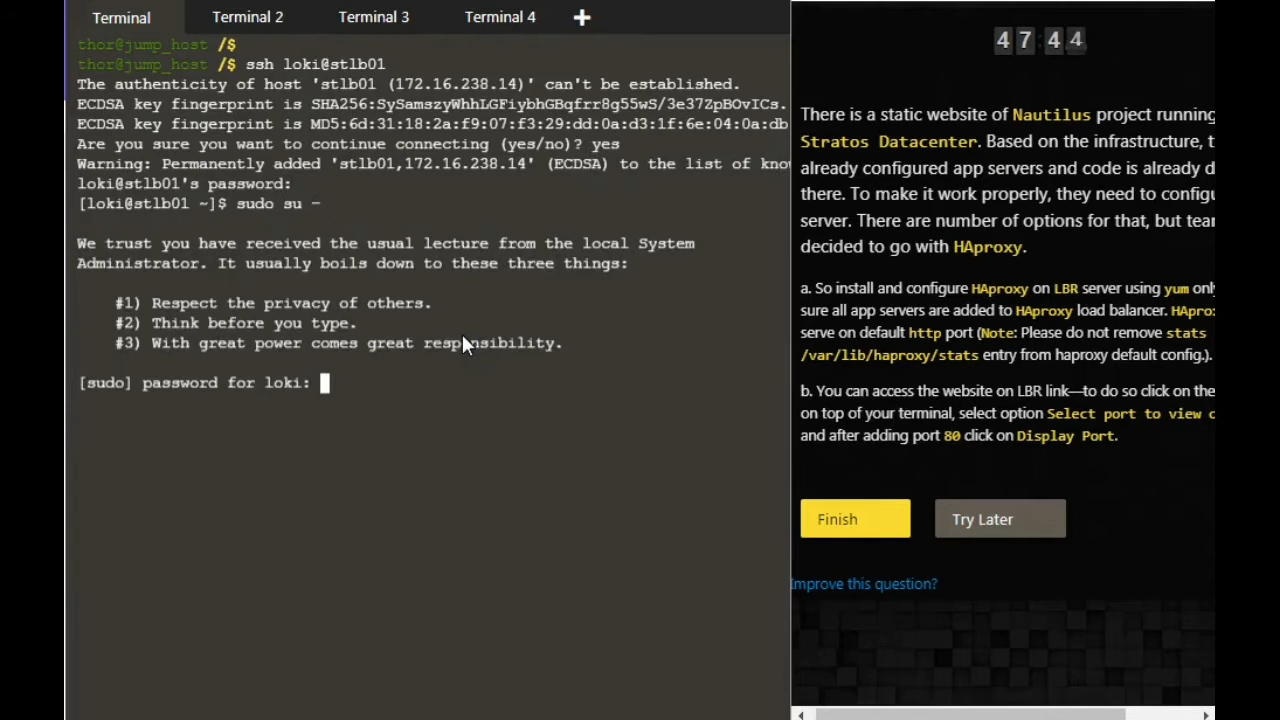 Terminal
Terminal 2
Terminal 3
Terminal 4
+
thor@jump_host /$
thor@jump_host /$ ssh loki@stlb01
The authenticity of host 'stlb01 (172.16.238.14)' can't be established.
ECDSA key fingerprint is SHA256:SySamszyWhhLGFiybhGBqfrr8g55wS/3e37ZpBOvICs.
ECDSA key fingerprint is MD5:6d:31:18:2a:f9:07:f3:29:dd:0a:d3:1f:6e:04:0a:db
Are you sure you want to continue connecting (yes/no)? yes
Warning: Permanently added 'stlb01,172.16.238.14' (ECDSA) to the list of kno
loki@stlb01's password:
[loki@stlb01 ~]$ sudo su -
We trust you have received the usual lecture from the local System
Administrator. It usually boils down to these three things:
#1) Respect the privacy of others.
#2) Think before you type.
#3) With great power comes great responsibility.
[sudo] password for loki:
47:44
There is a static website of Nautilus project running
Stratos Datacenter. Based on the infrastructure, t
already configured app servers and code is already d
there. To make it work properly, they need to configu
server. There are number of options for that, but tear
decided to go with HAproxy.
a. So install and configure HAproxy on LBR server using yum onl
sure all app servers are added to HAproxy load balancer. HApro
serve on default http port (Note: Please do not remove stats
/var/lib/haproxy/stats entry from haproxy default config.).
b. You can access the website on LBR link—to do so click on the
on top of your terminal, select option Select port to view
and after adding port 80 click on Display Port.
Finish
Try Later
Improve this question?